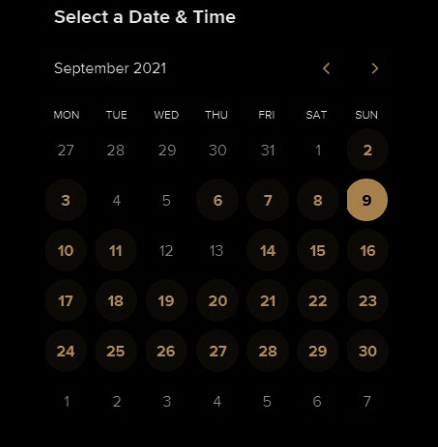 Select a Date & Time
September 2021 < >
MON TUE WED THU FRI SAT SUN
27 28 29 30 31 1 2
3 4 5 6 7 8 9
10 11 12 13 14 15 16
17 18 19 20 21 22 23
24 25 26 27 28 29 30
1 2 3 4 5 6 7